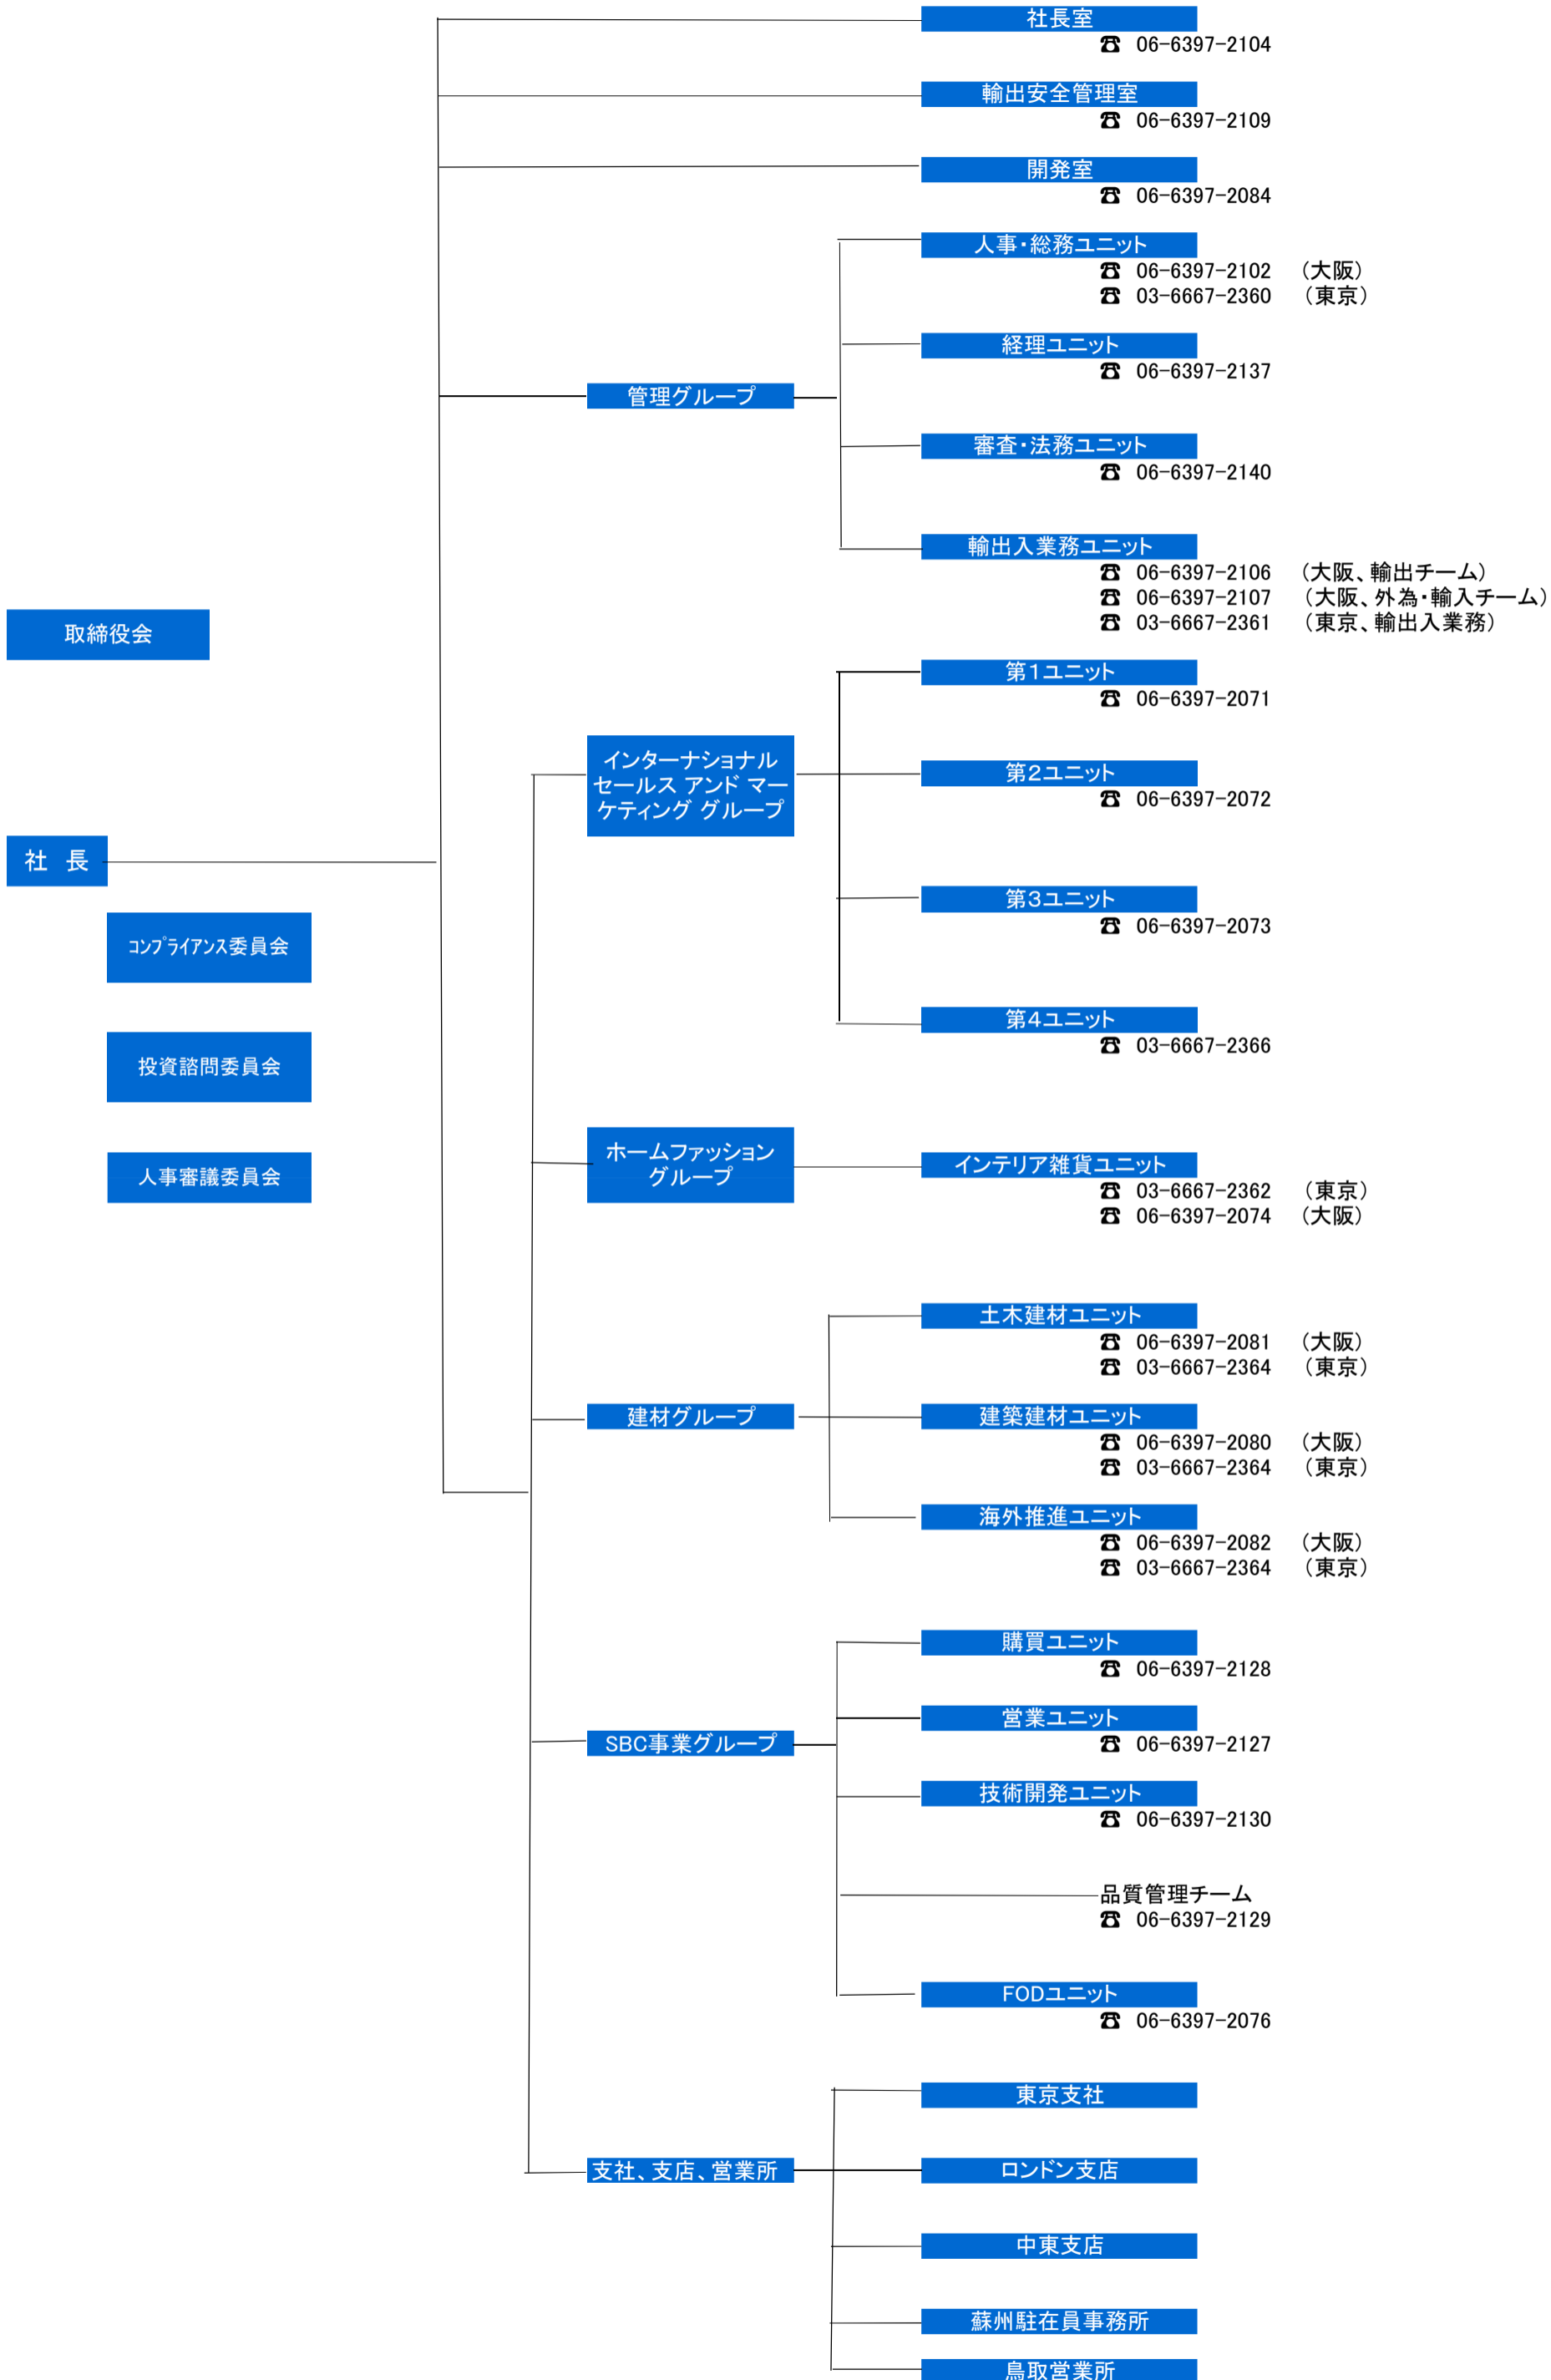 社長室
☎ 06-6397-2104
輸出安全管理室
☎ 06-6397-2109
開発室
☎ 06-6397-2084
人事・総務ユニット
☎ 06-6397-2102 (大阪)
☎ 03-6667-2360 (東京)
経理ユニット
☎ 06-6397-2137
管理グループ
審査・法務ユニット
☎ 06-6397-2140
輸出入業務ユニット
☎ 06-6397-2106 (大阪、輸出チーム)
☎ 06-6397-2107 (大阪、外為・輸入チーム)
☎ 03-6667-2361 (東京、輸出入業務)
取締役会
第1ユニット
☎ 06-6397-2071
インターナショナル
セールス アンド マー
ケティング グループ
第2ユニット
☎ 06-6397-2072
社 長
第3ユニット
☎ 06-6397-2073
コンプライアンス委員会
第4ユニット
☎ 03-6667-2366
投資諮問委員会
ホームファッション
グループ
人事審議委員会
インテリア雑貨ユニット
☎ 03-6667-2362 (東京)
☎ 06-6397-2074 (大阪)
土木建材ユニット
☎ 06-6397-2081 (大阪)
☎ 03-6667-2364 (東京)
建材グループ
建築建材ユニット
☎ 06-6397-2080 (大阪)
☎ 03-6667-2364 (東京)
海外推進ユニット
☎ 06-6397-2082 (大阪)
☎ 03-6667-2364 (東京)
購買ユニット
☎ 06-6397-2128
営業ユニット
☎ 06-6397-2127
SBC事業グループ
技術開発ユニット
☎ 06-6397-2130
品質管理チーム
☎ 06-6397-2129
FODユニット
☎ 06-6397-2076
東京支社
支社、支店、営業所
ロンドン支店
中東支店
蘇州駐在員事務所
鳥取営業所